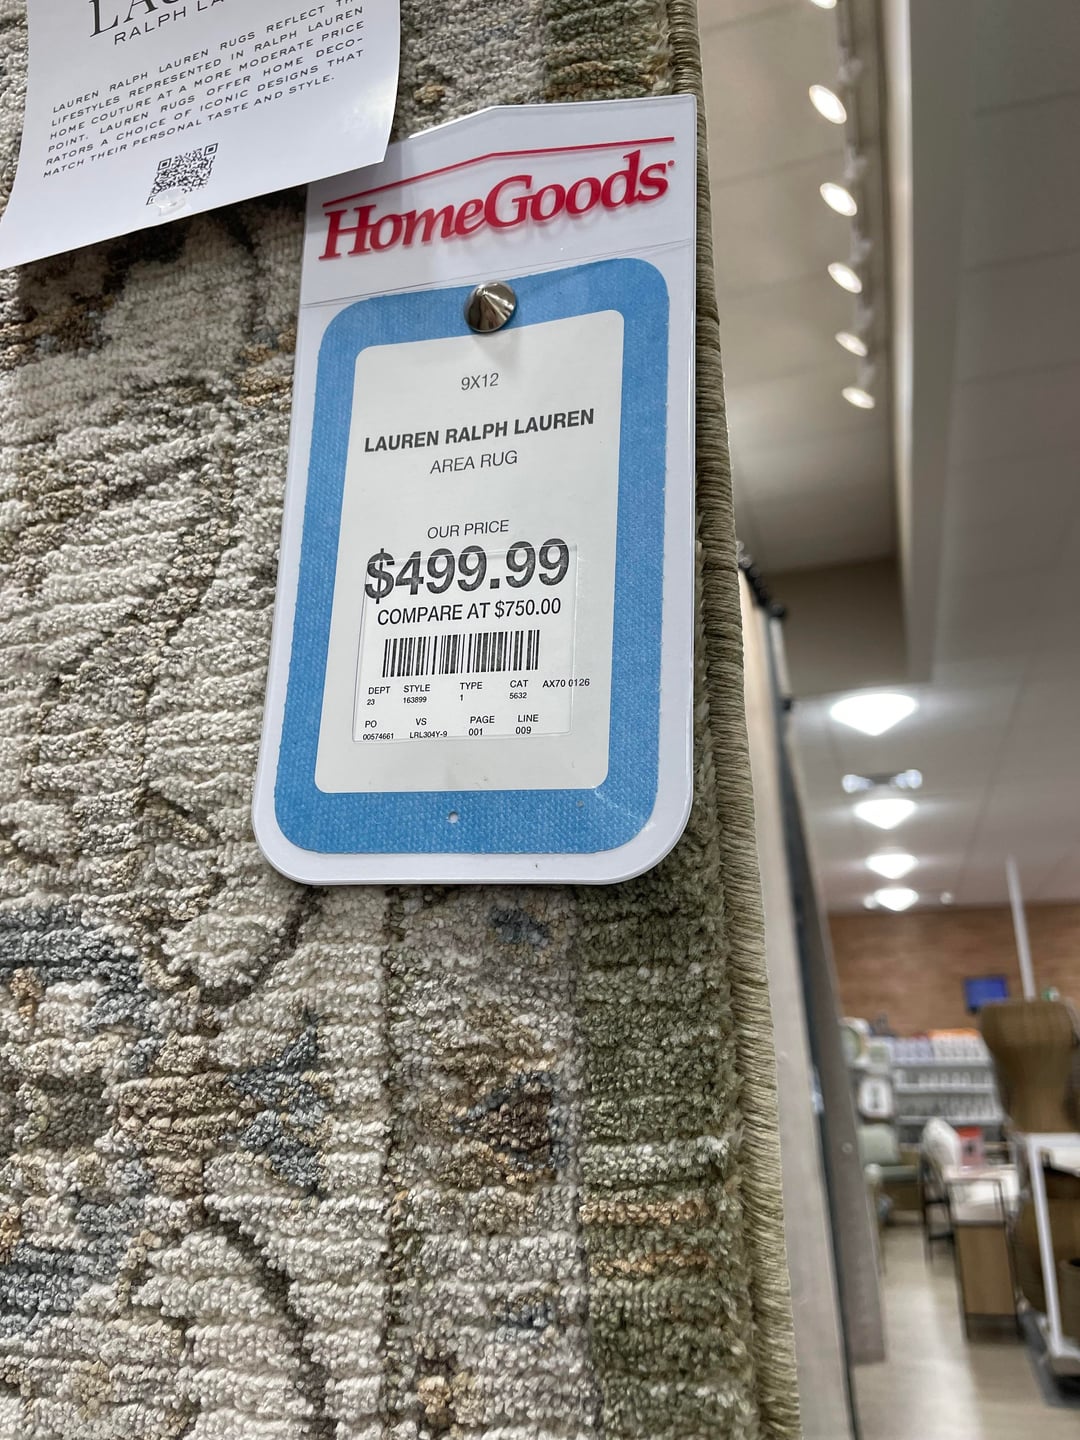 RALPH LA
LAUREN RALPH LAUREN RUGS REFLECT TH
LIFESTYLES REPRESENTED IN RALPH LAUREN
HOME COUTURE AT A MORE MODERATE PRICE
POINT. LAUREN RUGS OFFER HOME DECO-
RATORS A CHOICE OF ICONIC DESIGNS THAT
MATCH THEIR PERSONAL TASTE AND STYLE.
HomeGoods
9X12
LAUREN RALPH LAUREN
AREA RUG
OUR PRICE
$499.99
COMPARE AT $750.00
DEPT STYLE TYPE CAT AX70 0126
23 163899 1 5632
PO VS PAGE LINE
00574661 LRL304Y-9 001 009